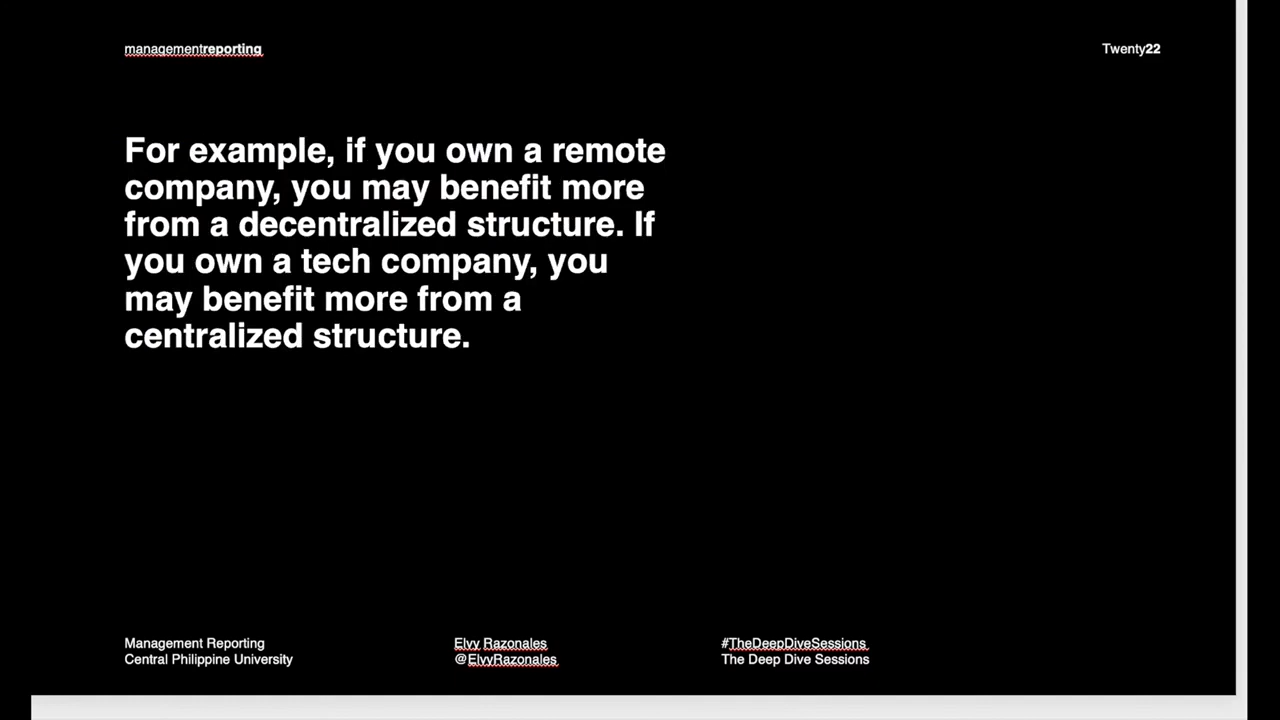 managementreporting
Twenty22
For example, if you own a remote
company, you may benefit more
from a decentralized structure. If
you own a tech company, you
may benefit more from a
centralized structure.
Management Reporting
Central Philippine University
Elvy Razonales
@ElvyRazonales
#TheDeepDiveSessions
The Deep Dive Sessions